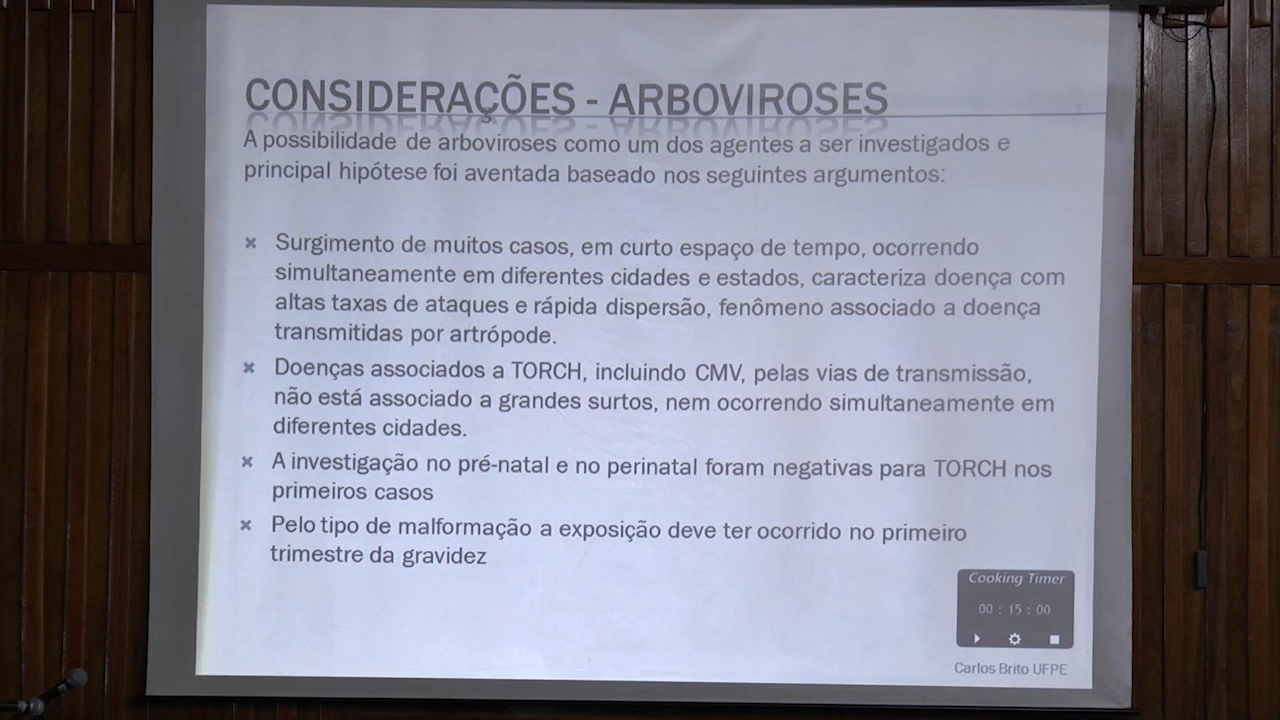 CONSIDERAÇÕES - ARBOVIROSES
A possibilidade de arboviroses como um dos agentes a ser investigados e
principal hipótese foi aventada baseado nos seguintes argumentos:
Surgimento de muitos casos, em curto espaço de tempo, ocorrendo
simultaneamente em diferentes cidades e estados, caracteriza doença com
altas taxas de ataques e rápida dispersão, fenômeno associado a doença
transmitidas por artrópode.
Doenças associados a TORCH, incluindo CMV, pelas vias de transmissão,
não está associado a grandes surtos, nem ocorrendo simultaneamente em
diferentes cidades.
A investigação no pré-natal e no perinatal foram negativas para TORCH nos
primeiros casos
Pelo tipo de malformação a exposição deve ter ocorrido no primeiro
trimestre da gravidez
Cooking Timer
00 : 15 : 00
Carlos Brito UFPE